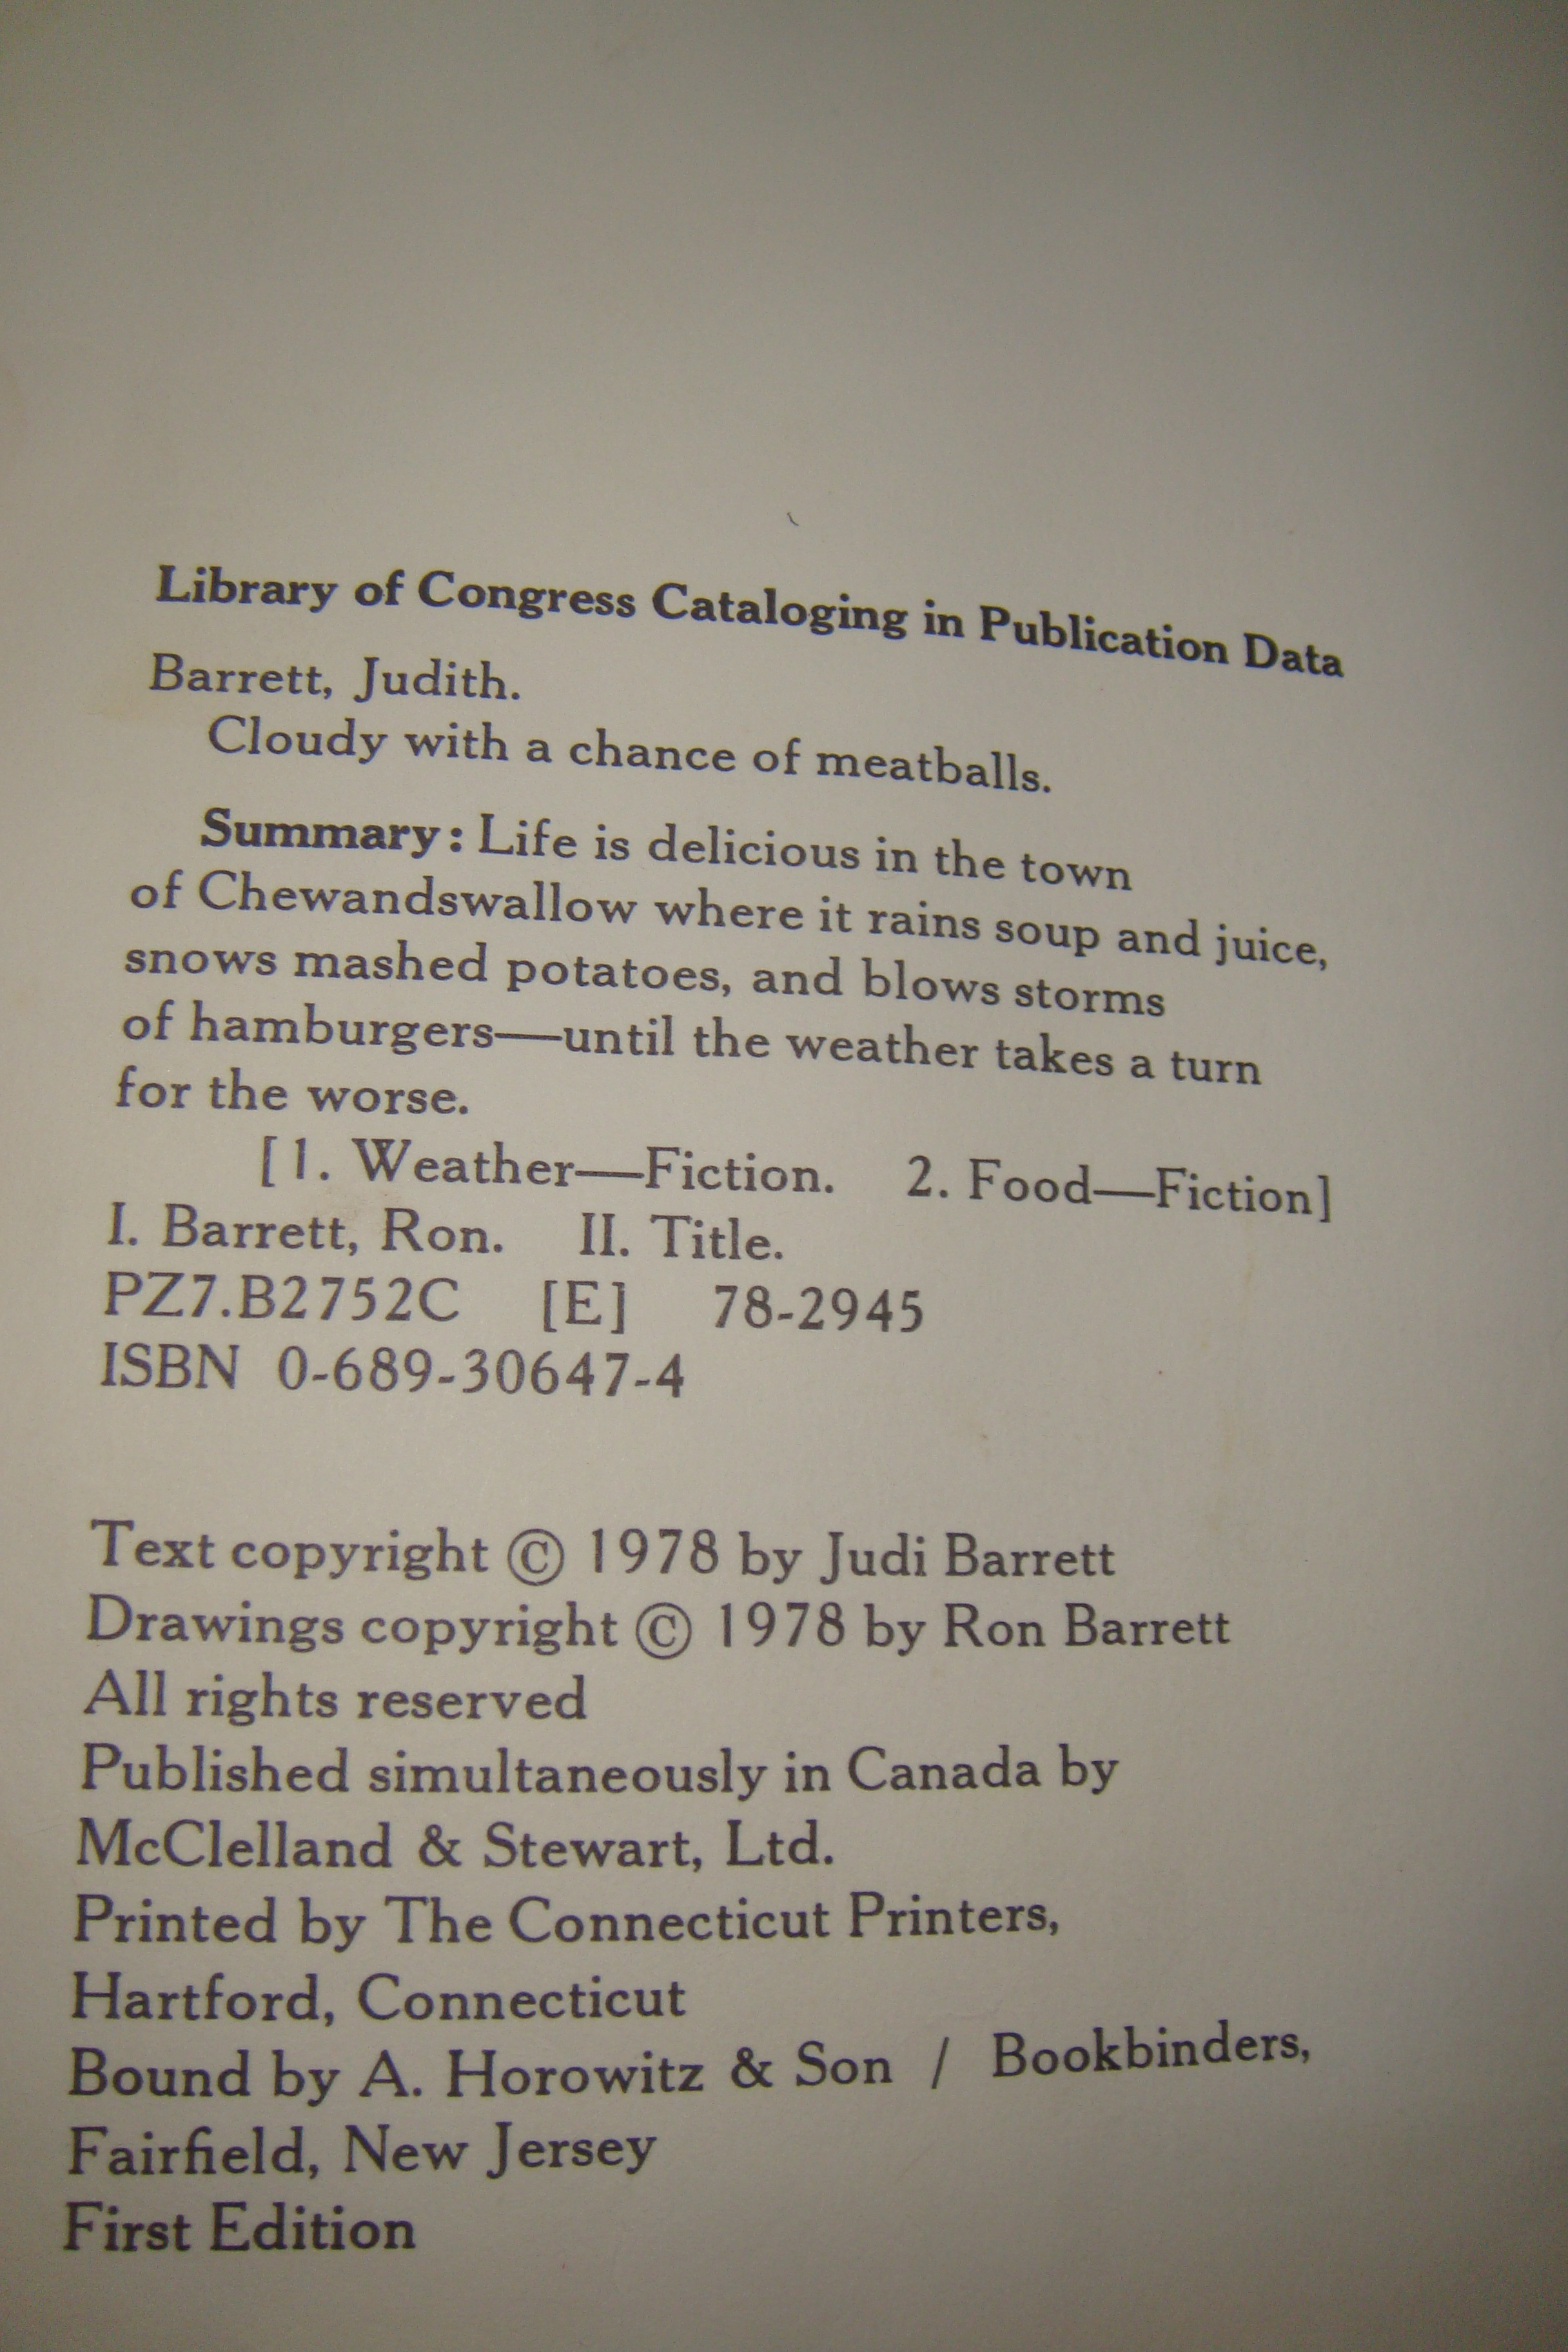 Library of Congress Cataloging in Publication Data
Barrett, Judith.
Cloudy with a chance of meatballs.
Summary: Life is delicious in the town
of Chewandswallow where it rains soup and juice,
snows mashed potatoes, and blows storms
of hamburgers—until the weather takes a turn
for the worse.
[1. Weather—Fiction. 2. Food—Fiction]
I. Barrett, Ron. II. Title.
PZ7.B2752C [E] 78-2945
ISBN 0-689-30647-4
Text copyright © 1978 by Judi Barrett
Drawings copyright © 1978 by Ron Barrett
All rights reserved
Published simultaneously in Canada by
McClelland & Stewart, Ltd.
Printed by The Connecticut Printers,
Hartford, Connecticut
Bound by A. Horowitz & Son / Bookbinders,
Fairfield, New Jersey
First Edition